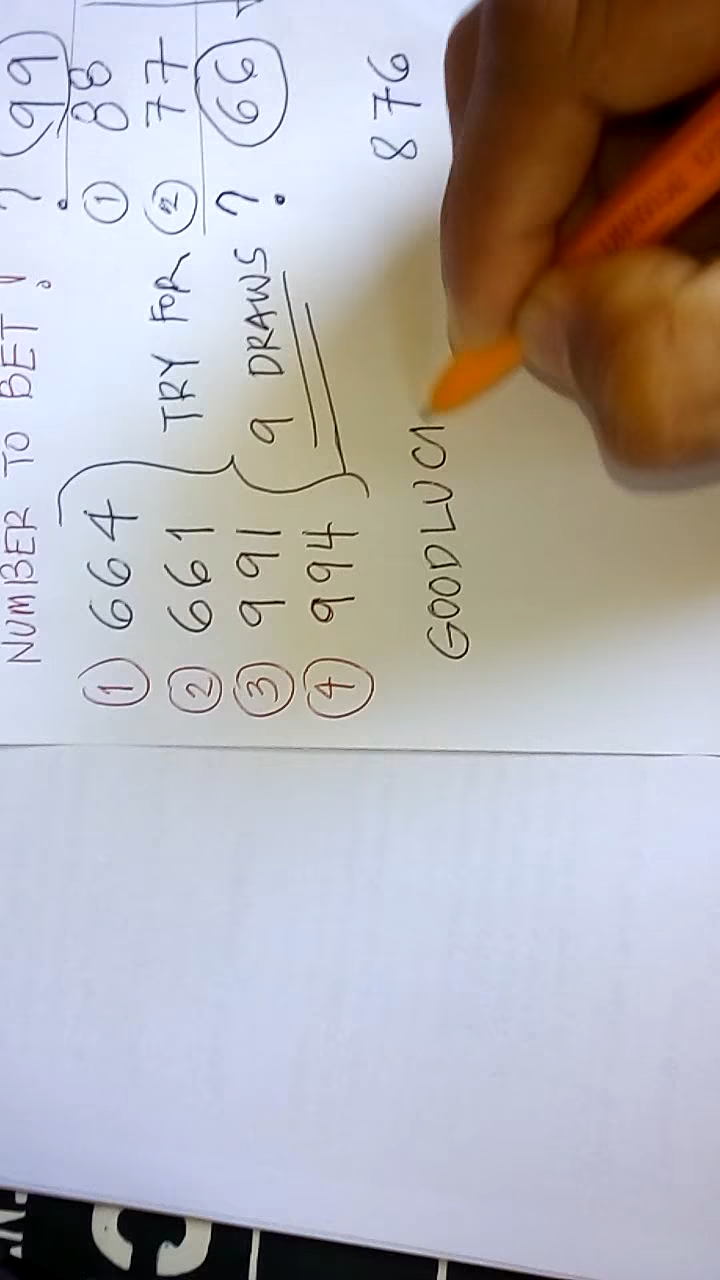 NUMBER TO BET! ? 99
① 664 ① 88
② 661 TRY FOR ② 77
③ 991 9 DRAWS ? 66
④ 994
876
GOODLUC